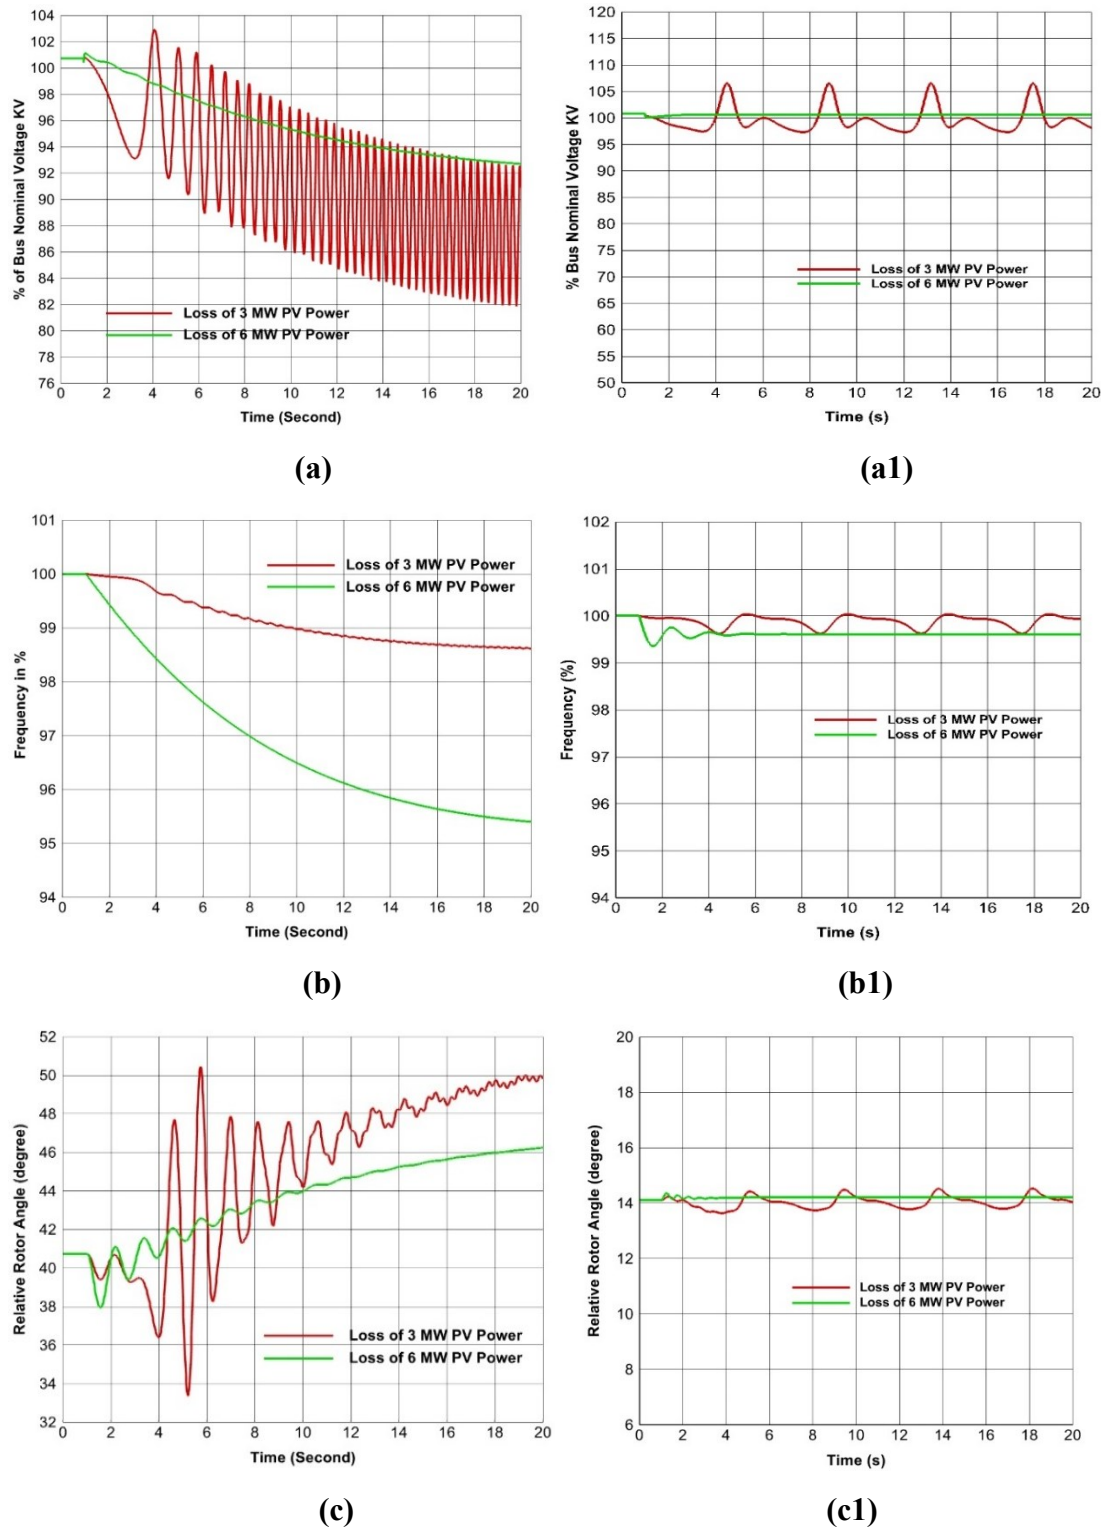 104
102
100
98
96
94
92
90
88
86
84
82
80
78
76
% of Bus Nominal Voltage KV
Loss of 3 MW PV Power
Loss of 6 MW PV Power
0 2 4 6 8 10 12 14 16 18 20
Time (Second)
(a)
120
115
110
105
100
95
90
85
80
75
70
65
60
55
50
% Bus Nominal Voltage KV
Loss of 3 MW PV Power
Loss of 6 MW PV Power
0 2 4 6 8 10 12 14 16 18 20
Time (s)
(a1)
101
100
99
98
97
96
95
94
Frequency in %
Loss of 3 MW PV Power
Loss of 6 MW PV Power
0 2 4 6 8 10 12 14 16 18 20
Time (Second)
(b)
102
101
100
99
98
97
96
95
94
Frequency (%)
Loss of 3 MW PV Power
Loss of 6 MW PV Power
0 2 4 6 8 10 12 14 16 18 20
Time (s)
(b1)
52
50
48
46
44
42
40
38
36
34
32
Relative Rotor Angle (degree)
Loss of 3 MW PV Power
Loss of 6 MW PV Power
0 2 4 6 8 10 12 14 16 18 20
Time (Second)
(c)
20
18
16
14
12
10
8
6
Relative Rotor Angle (degree)
Loss of 3 MW PV Power
Loss of 6 MW PV Power
0 2 4 6 8 10 12 14 16 18 20
Time (s)
(c1)